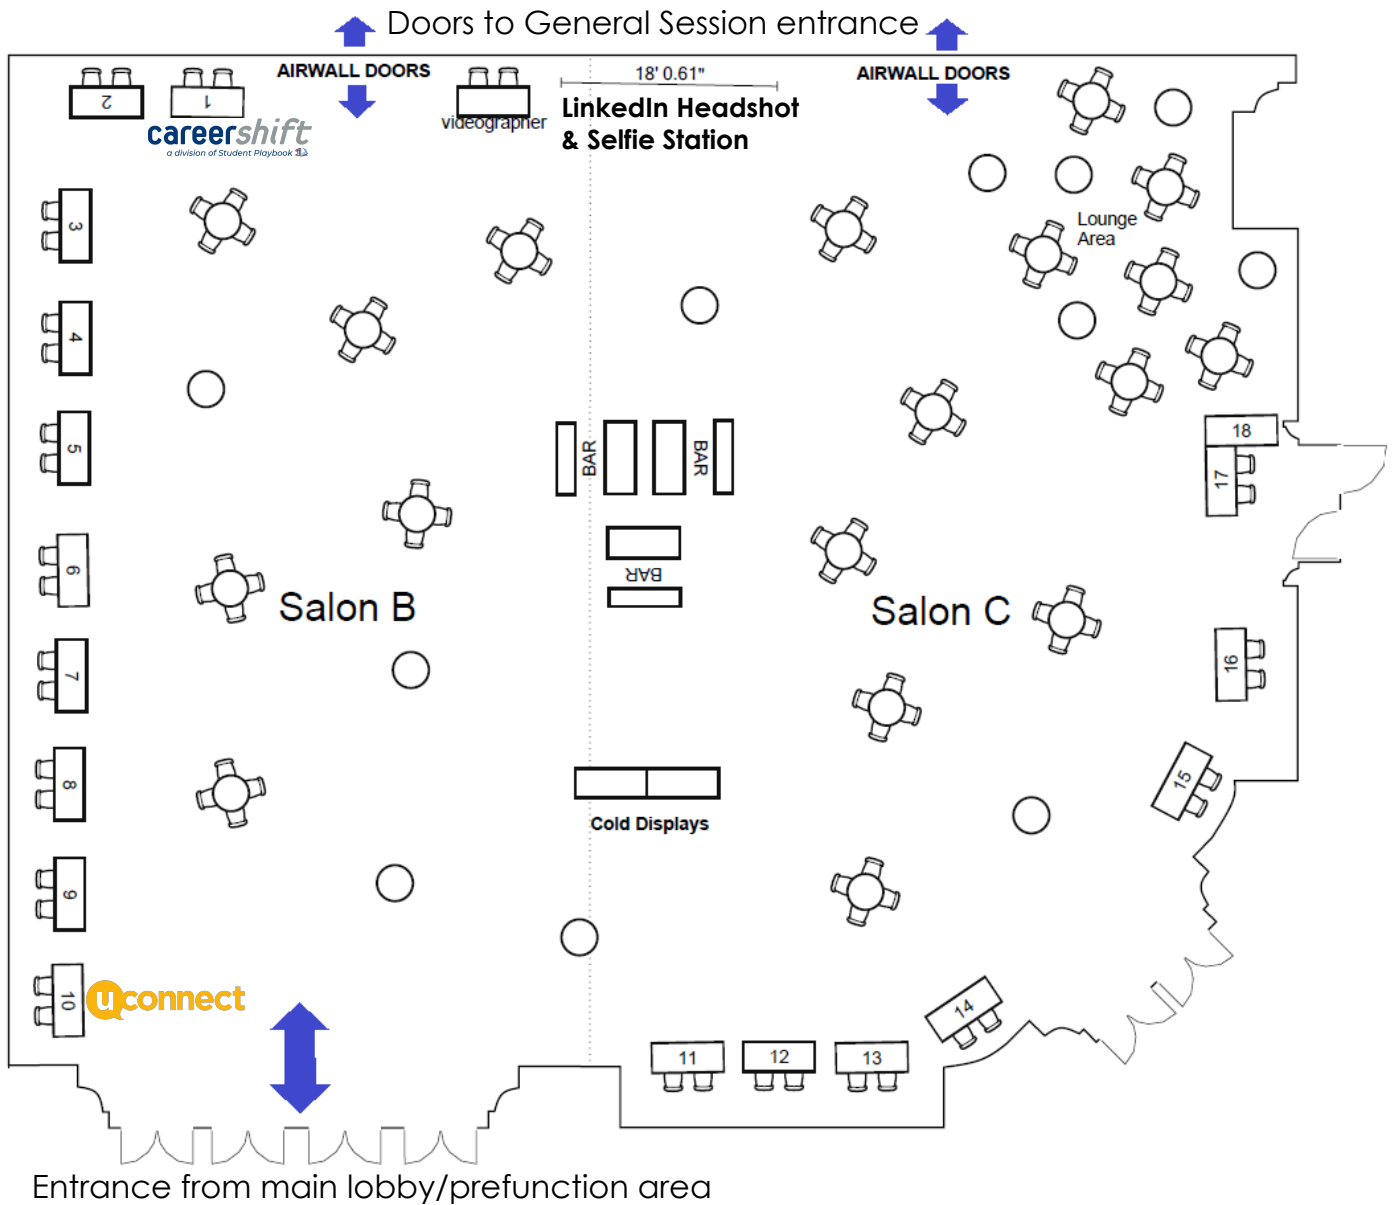 Doors to General Session entrance
AIRWALL DOORS
18' 0.61"
AIRWALL DOORS
2
1
careershift
a division of Student Playbook
videographer
LinkedIn Headshot
& Selfie Station
3
Lounge
Area
4
5
BAR
BAR
18
17
6
BAR
Salon B
Salon C
7
16
8
15
Cold Displays
9
10
uconnect
14
11
12
13
Entrance from main lobby/prefunction area